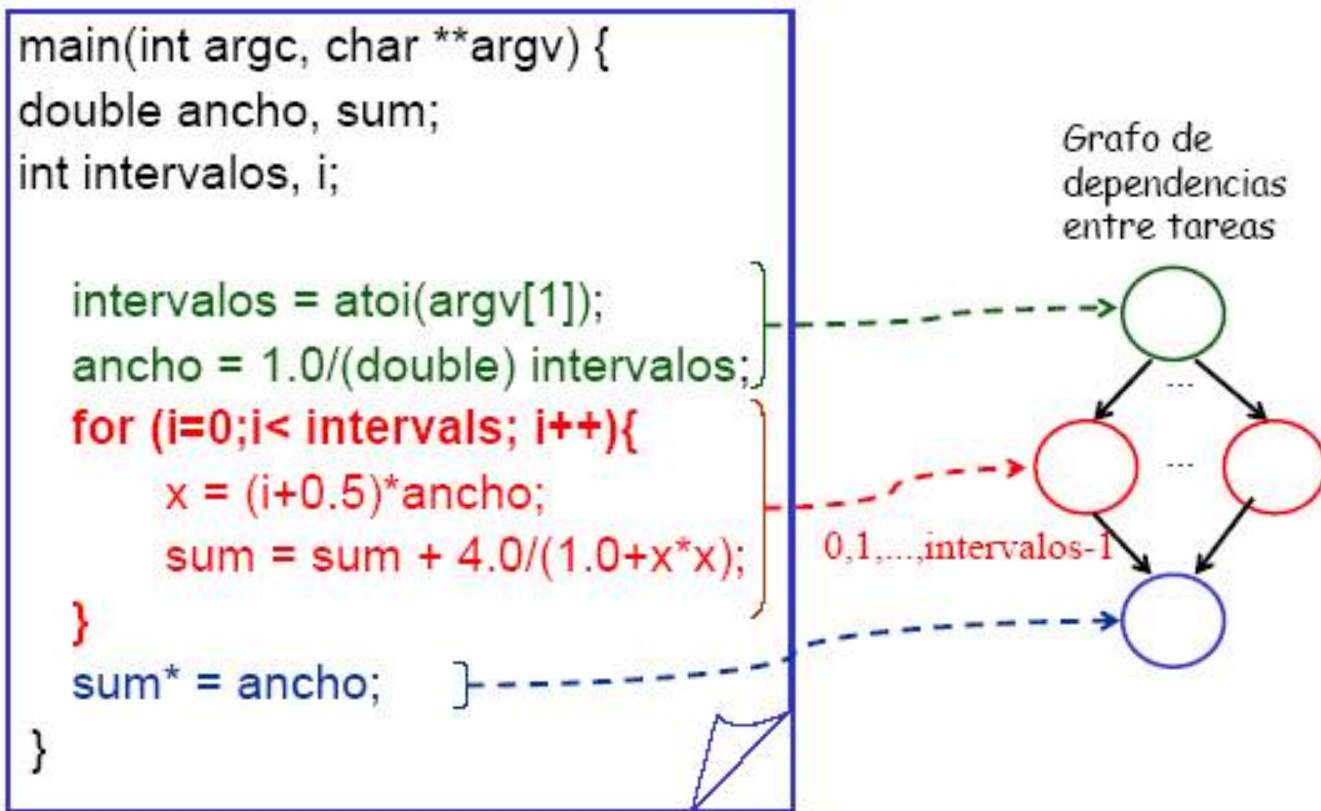 main(int argc, char **argv) {
double ancho, sum;
int intervalos, i;
intervalos = atoi(argv[1]);
ancho = 1.0/(double) intervalos;
for (i=0;i< intervals; i++){
x = (i+0.5)*ancho;
sum = sum + 4.0/(1.0+x*x);
}
sum* = ancho;
}
Grafo de
dependencias
entre tareas
...
...
0,1,...,intervalos-1